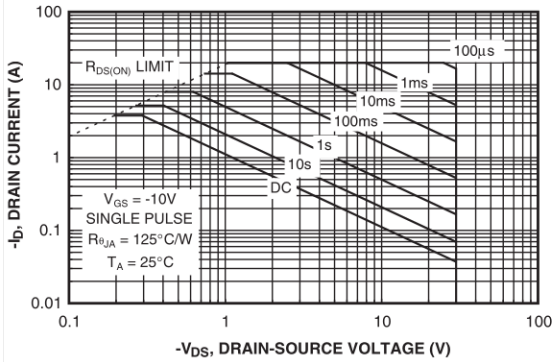 100
10
1
0.1
0.01
-I_D, DRAIN CURRENT (A)
R_DS(ON) LIMIT
100µs
1ms
10ms
100ms
1s
10s
DC
V_GS = -10V
SINGLE PULSE
R_θJA = 125°C/W
T_A = 25°C
0.1
1
10
100
-V_DS, DRAIN-SOURCE VOLTAGE (V)